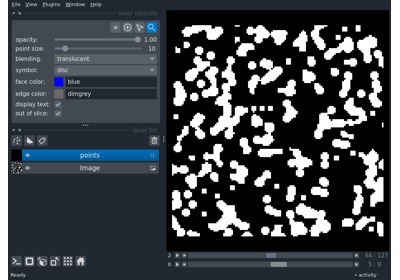 File View Plugins Window Help
layer controls
opacity: 1.00
point size: 10
blending: translucent
symbol: disc
face color: blue
edge color: dimgrey
display text:
out of slice:
layer list
points
Image
2 64 127
0 5 9
Ready
activity